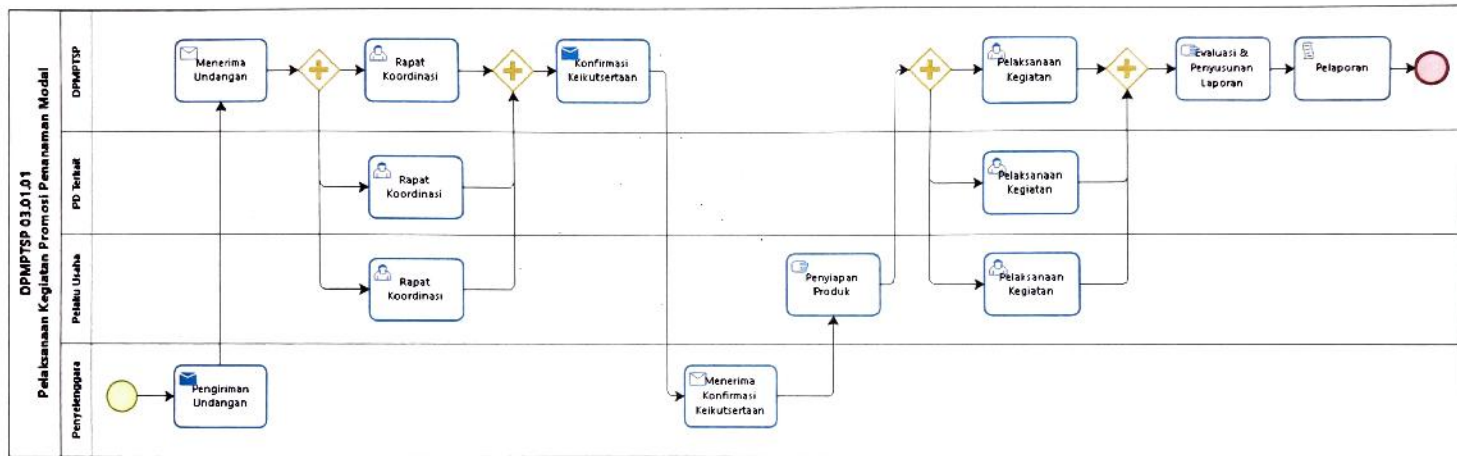 DPMPTSP 03.01.01
Pelaksanaan Kegiatan Promosi Penanaman Modal
DPMPTSP
Menerima
Undangan
Rapat
Koordinasi
Konfirmasi
Keikutsertaan
Pelaksanaan
Kegiatan
Evaluasi &
Penyusunan
Laporan
Pelaporan
PD Terkait
Rapat
Koordinasi
Pelaksanaan
Kegiatan
Pelaku Usaha
Rapat
Koordinasi
Penyiapan
Produk
Pelaksanaan
Kegiatan
Penyelenggara
Pengiriman
Undangan
Menerima
Konfirmasi
Keikutsertaan